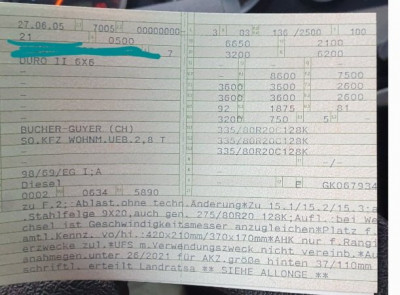 27.06.05 7005 00000000 3 03 136 /2500 100
21 0500 6650 2100
7 3200 6200
DURO II 6X6 -
- - 8600 7500
- 3600 3600 2600
- 3600 3600 2600
- 92 1875 81
- 3200 750 5 -
BUCHER-GUYER (CH) 335/80R20C128K
SO.KFZ WOHNM.UEB.2,8 T 335/80R20C128K
- 335/80R20C128K
- -/-
98/69/EG I;A
Diesel GK067934
0002 0634 5890
zu F.2; Ablast.ohne techn.Änderung*Zu 15.1/15.2/15.3:
.Stahlfelge 9X20,auch gen. 275/80R20 128K;Aufl.:bei We
chsel ist Geschwindigkeitsmesser anzugleichen*Platz f.
amtl.Kennz. vo/hi.:420x210mm/370x170mm*AHK nur f.Rangi
erzwecke zul.*UFS m.Verwendungszweck nicht vereinb.*Au
snahmegen.unter 26/2021 für AKZ.größe hinten 37/110mm
schriftl. erteilt Landratsa ** SIEHE ALLONGE **